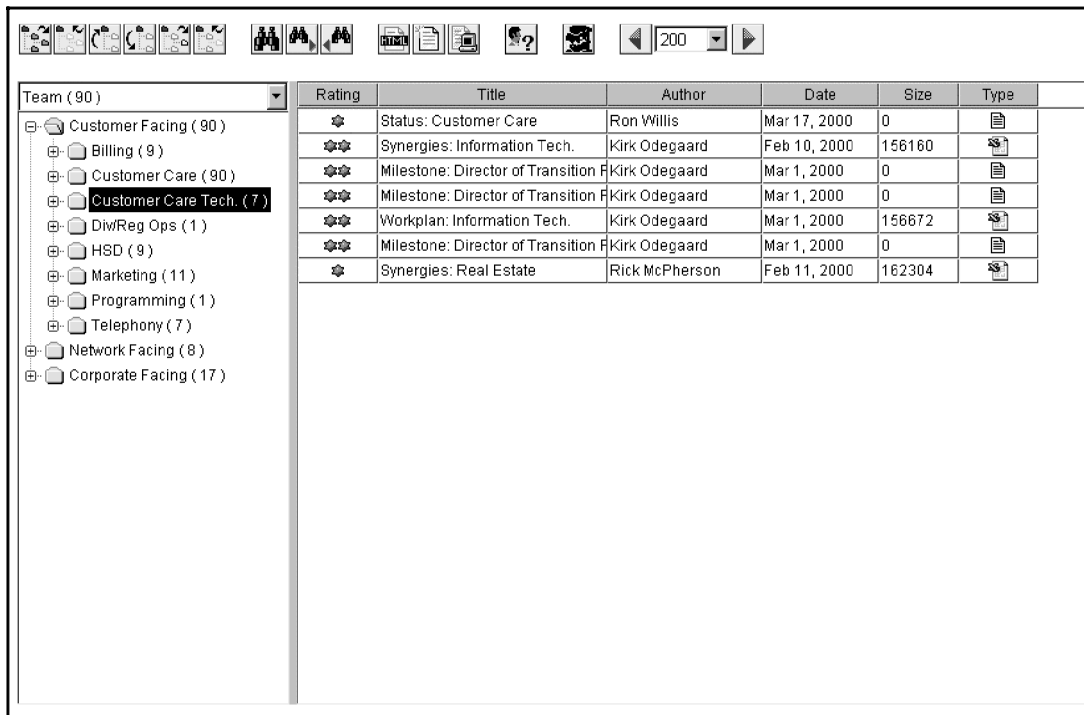 HTML ? 200
Team ( 90 )
Customer Facing ( 90 )
Billing ( 9 )
Customer Care ( 90 )
Customer Care Tech. ( 7 )
Div/Reg Ops ( 1 )
HSD ( 9 )
Marketing ( 11 )
Programming ( 1 )
Telephony ( 7 )
Network Facing ( 8 )
Corporate Facing ( 17 )
Rating Title Author Date Size Type
Status: Customer Care Ron Willis Mar 17, 2000 0
Synergies: Information Tech. Kirk Odegaard Feb 10, 2000 156160
Milestone: Director of Transition F Kirk Odegaard Mar 1, 2000 0
Milestone: Director of Transition F Kirk Odegaard Mar 1, 2000 0
Workplan: Information Tech. Kirk Odegaard Mar 1, 2000 156672
Milestone: Director of Transition F Kirk Odegaard Mar 1, 2000 0
Synergies: Real Estate Rick McPherson Feb 11, 2000 162304